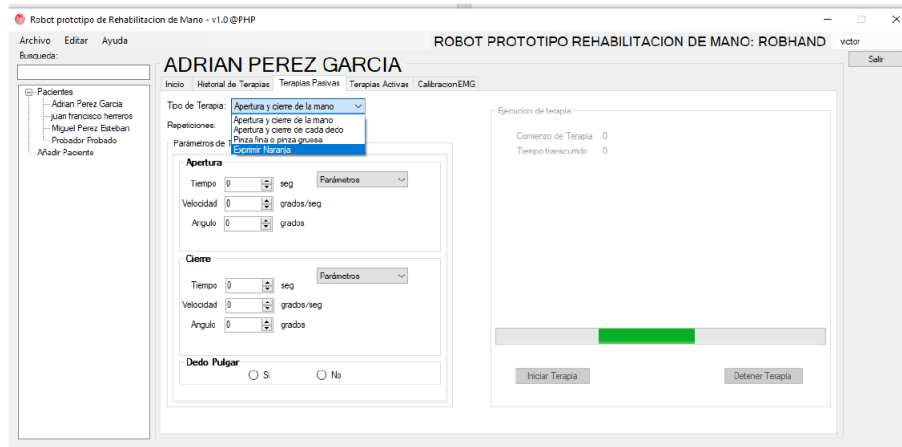 Robot prototipo de Rehabilitacion de Mano - v1.0 @PHP
Archivo Editar Ayuda
ROBOT PROTOTIPO REHABILITACION DE MANO: ROBHAND
victor
Salir
Busqueda:
Pacientes
Adrian Perez Garcia
juan francisco herreros
Miguel Perez Esteban
Probador Probado
Añadir Paciente
ADRIAN PEREZ GARCIA
Inicio Historial de Terapias Terapias Pasivas Terapias Activas CalibracionEMG
Tipo de Terapia: Apertura y cierre de la mano
Apertura y cierre de la mano
Apertura y cierre de cada dedo
Pinza fina o pinza gruesa
Exprimir Naranja
Repeticiones:
Parámetros de T
Apertura
Tiempo 0 seg Parámetros
Velocidad 0 grados/seg
Angulo 0 grados
Cierre
Tiempo 0 seg Parámetros
Velocidad 0 grados/seg
Angulo 0 grados
Dedo Pulgar
Si No
Ejecucion de terapia
Comienzo de Terapia 0
Tiempo transcurrido 0
Iniciar Terapia Detener Terapia